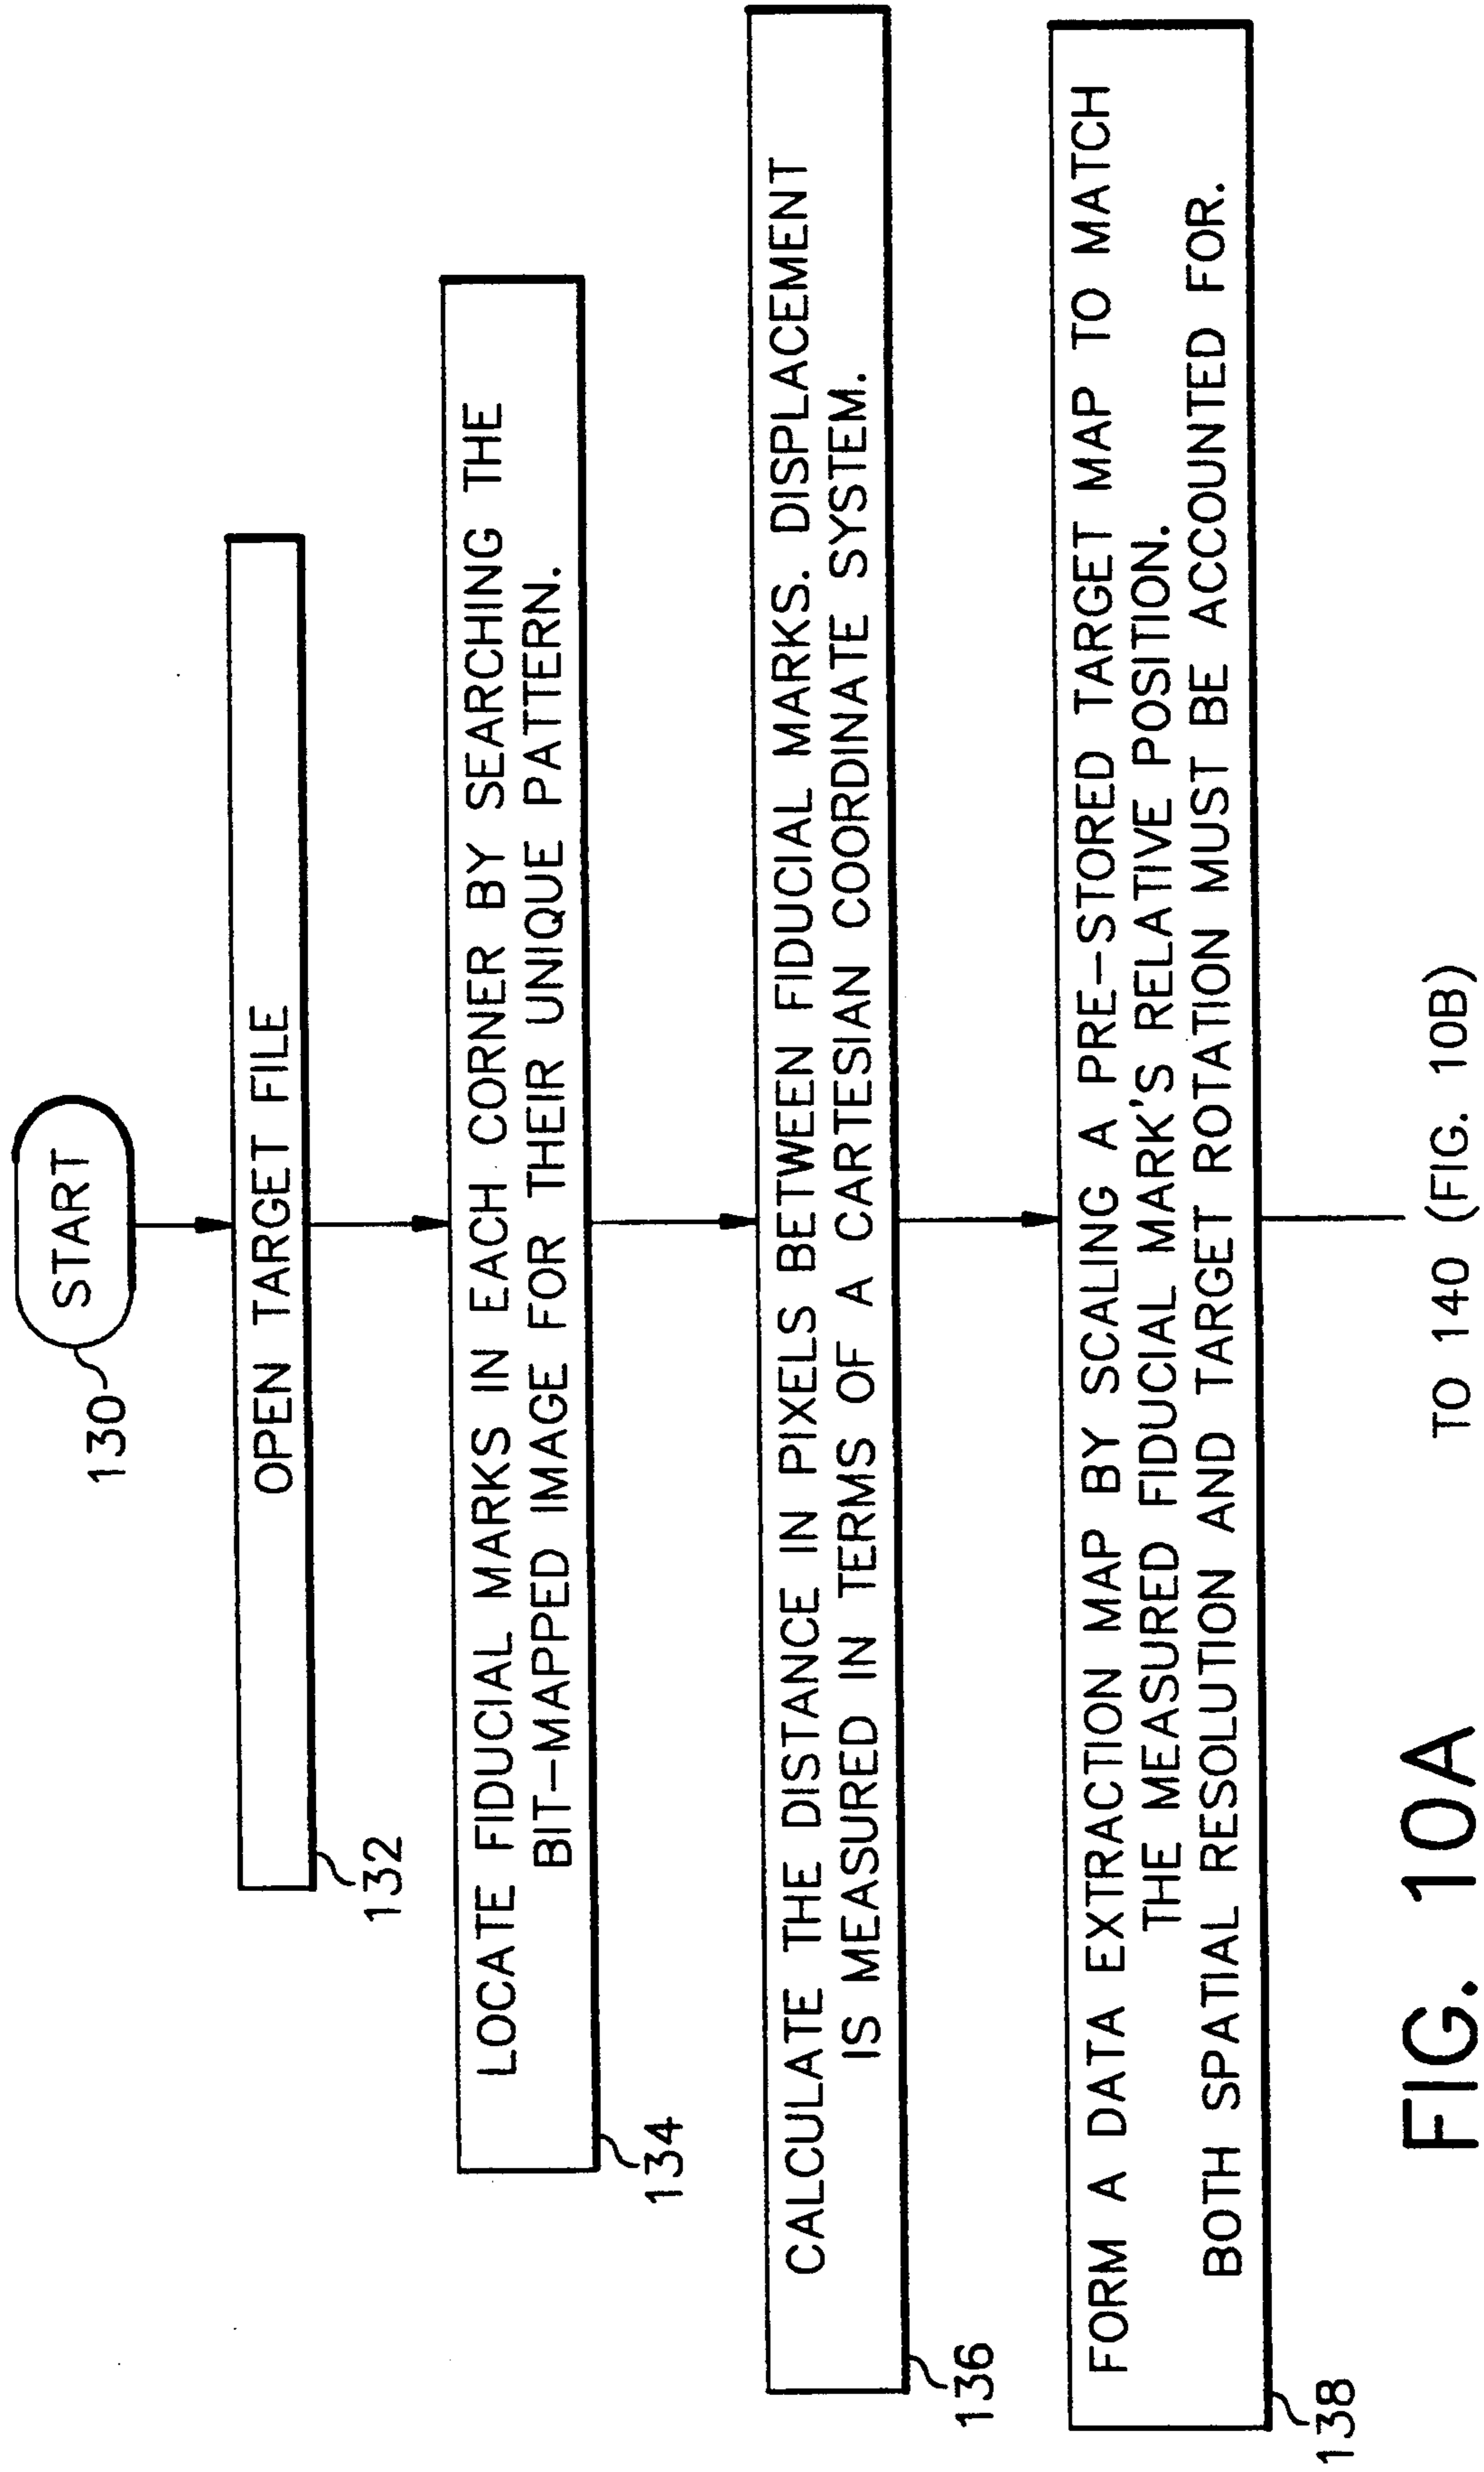 START
130
OPEN TARGET FILE
132
LOCATE FIDUCIAL MARKS IN EACH CORNER BY SEARCHING THE
BIT-MAPPED IMAGE FOR THEIR UNIQUE PATTERN.
134
CALCULATE THE DISTANCE IN PIXELS BETWEEN FIDUCIAL MARKS. DISPLACEMENT
IS MEASURED IN TERMS OF A CARTESIAN COORDINATE SYSTEM.
136
FORM A DATA EXTRACTION MAP BY SCALING A PRE-STORED TARGET MAP TO MATCH
THE MEASURED FIDUCIAL MARK'S RELATIVE POSITION.
BOTH SPATIAL RESOLUTION AND TARGET ROTATION MUST BE ACCOUNTED FOR.
138
TO 140 (FIG. 10B)
FIG. 10A